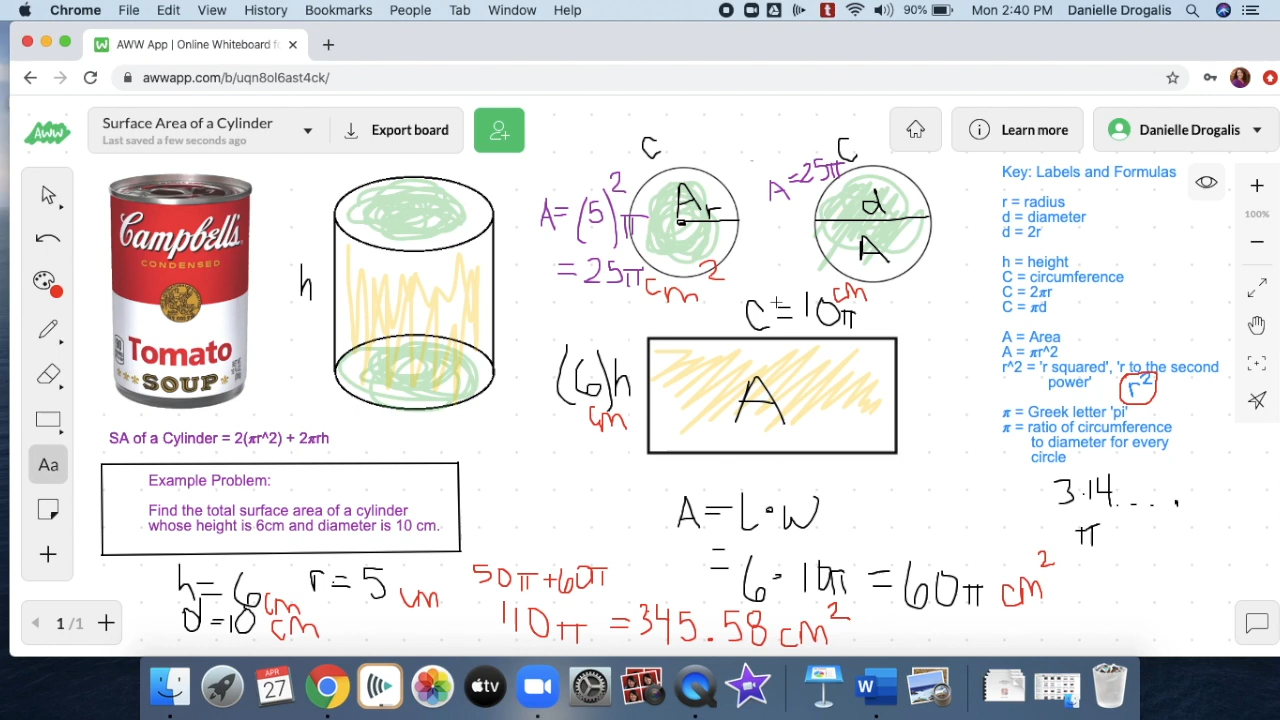 Chrome File Edit View History Bookmarks People Tab Window Help 90% Mon 2:40 PM Danielle Drogalis
AWW App | Online Whiteboard f
awwapp.com/b/uqn8ol6ast4ck/
AWW
Surface Area of a Cylinder
Last saved a few seconds ago
Export board
Learn more
Danielle Drogalis
100%
Aa
1 /1
Campbell's
CONDENSED
Tomato
SOUP
h
SA of a Cylinder = 2(πr^2) + 2πrh
Example Problem:
Find the total surface area of a cylinder
whose height is 6cm and diameter is 10 cm.
h = 6 cm
d = 10 cm
r = 5 cm
C
A = (5)²π
= 25π cm²
A
r
C
A = 25π
d
A
C = 10π cm
(6)h
cm
A
A = l·w
= 6·10π = 60π cm²
50π+60π
110π = 345.58 cm²
Key: Labels and Formulas
r = radius
d = diameter
d = 2r
h = height
C = circumference
C = 2πr
C = πd
A = Area
A = πr^2
r^2 = 'r squared', 'r to the second
power'
r²
π = Greek letter 'pi'
π = ratio of circumference
to diameter for every
circle
3.14....
π
APR
27
tv
W